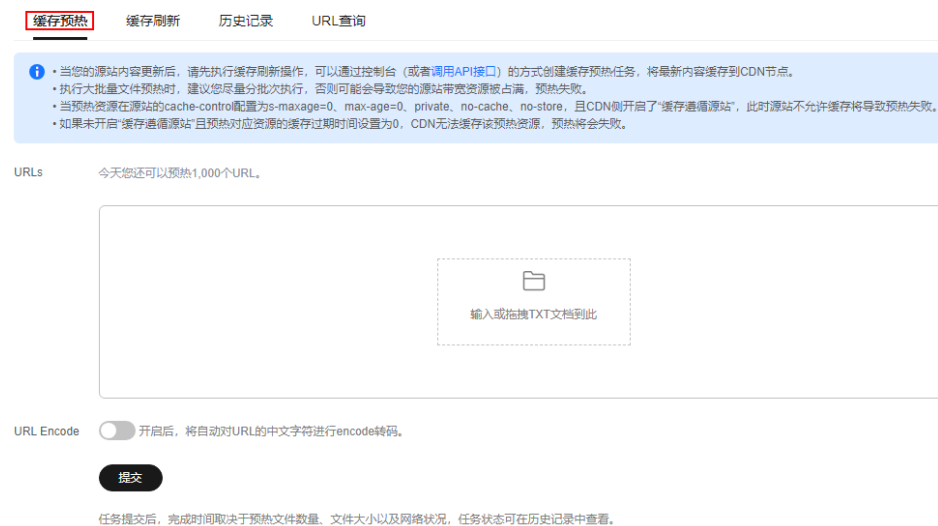 缓存预热 缓存刷新 历史记录 URL查询
• 当您的源站内容更新后，请先执行缓存刷新操作，可以通过控制台（或者调用API接口）的方式创建缓存预热任务，将最新内容缓存到CDN节点。
• 执行大批量文件预热时，建议您尽量分批次执行，否则可能会导致您的源站带宽资源被占满，预热失败。
• 当预热资源在源站的cache-control配置为s-maxage=0、max-age=0、private、no-cache、no-store，且CDN侧开启了“缓存遵循源站”，此时源站不允许缓存将导致预热失败。
• 如果未开启“缓存遵循源站”且预热对应资源的缓存过期时间设置为0，CDN无法缓存该预热资源，预热将会失败。
URLs 今天您还可以预热1,000个URL。
输入或拖拽TXT文档到此
URL Encode 开启后，将自动对URL的中文字符进行encode转码。
提交
任务提交后，完成时间取决于预热文件数量、文件大小以及网络状况，任务状态可在历史记录中查看。